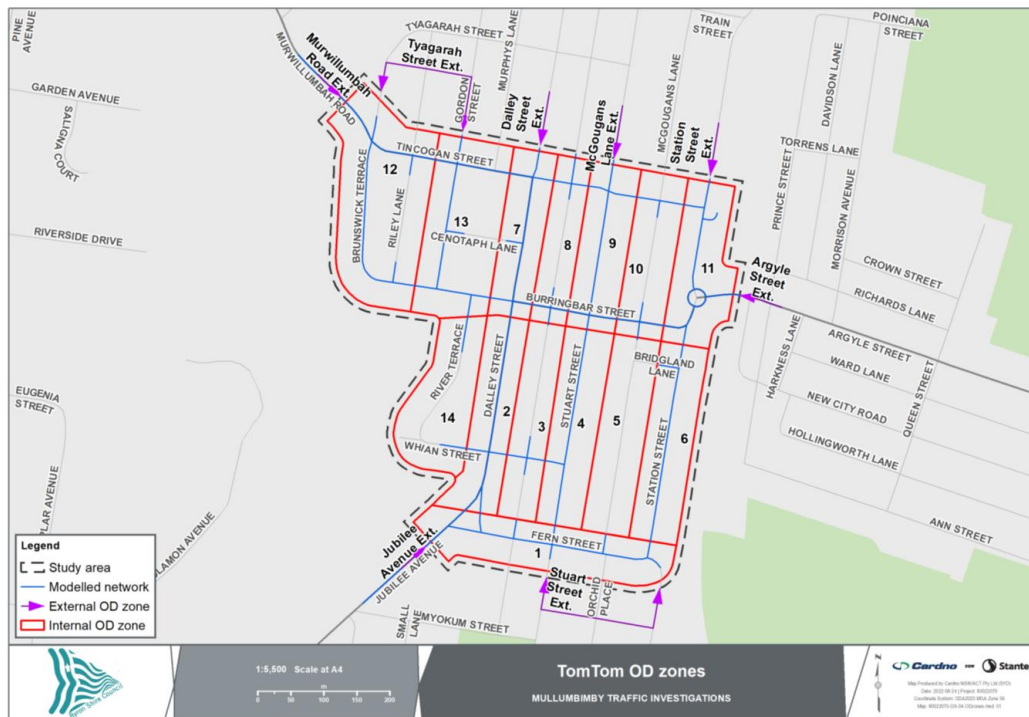 PINE
AVENUE
TYAGARAH STREET
MURPHYS LANE
TRAIN
STREET
POINCIANA
STREET
MURWILLUMBAH ROAD
Murwillumbah
Road Ext.
Tyagarah
Street Ext.
GORDON
STREET
Dalley
Street
Ext.
McGougans
Lane Ext.
MCGOUGANS LANE
Station
Street
Ext.
DAVIDSON LANE
GARDEN AVENUE
SALIGNA
COURT
TINCOGAN STREET
TORRENS LANE
PRINCE STREET
MORRISON AVENUE
12
BRUNSWICK TERRACE
RILEY LANE
13
CENOTAPH LANE
7
8
9
10
11
RIVERSIDE DRIVE
CROWN STREET
Argyle
Street
Ext.
RICHARDS LANE
BURRINGBAR STREET
HARKNESS LANE
ARGYLE STREET
BRIDGLAND
LANE
WARD LANE
QUEEN STREET
NEW CITY ROAD
HOLLINGWORTH LANE
RIVER TERRACE
DALLEY STREET
STUART STREET
STATION STREET
EUGENIA
STREET
14
2
3
4
5
6
WHIAN STREET
ANN STREET
FERN STREET
1
Jubilee
Avenue Ext.
JUBILEE AVENUE
Stuart
Street
Ext.
ORCHID
PLACE
SMALL
LANE
MYOKUM STREET
Legend
Study area
Modelled network
External OD zone
Internal OD zone
Byron Shire Council
1:5,500 Scale at A4
m
0 50 100 150 200
TomTom OD zones
MULLUMBIMBY TRAFFIC INVESTIGATIONS
Cardno now Stantec